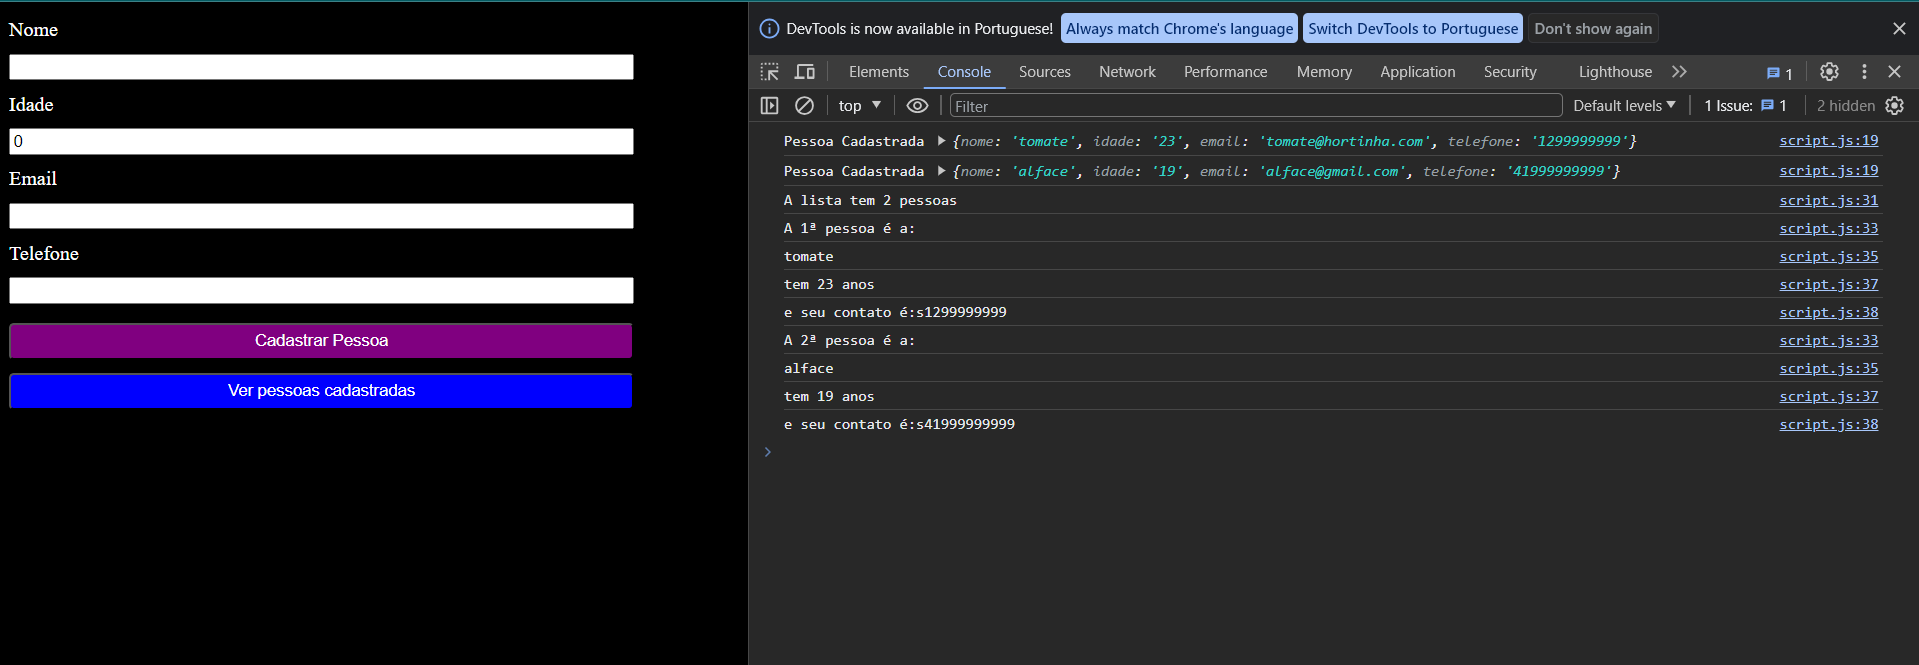 Nome
Idade
0
Email
Telefone
Cadastrar Pessoa
Ver pessoas cadastradas
DevTools is now available in Portuguese! Always match Chrome's language Switch DevTools to Portuguese Don't show again
Elements Console Sources Network Performance Memory Application Security Lighthouse 1
top Filter Default levels 1 Issue: 1 2 hidden
Pessoa Cadastrada {nome: 'tomate', idade: '23', email: 'tomate@hortinha.com', telefone: '1299999999'} script.js:19
Pessoa Cadastrada {nome: 'alface', idade: '19', email: 'alface@gmail.com', telefone: '41999999999'} script.js:19
A lista tem 2 pessoas script.js:31
A 1ª pessoa é a: script.js:33
tomate script.js:35
tem 23 anos script.js:37
e seu contato é:s1299999999 script.js:38
A 2ª pessoa é a: script.js:33
alface script.js:35
tem 19 anos script.js:37
e seu contato é:s41999999999 script.js:38